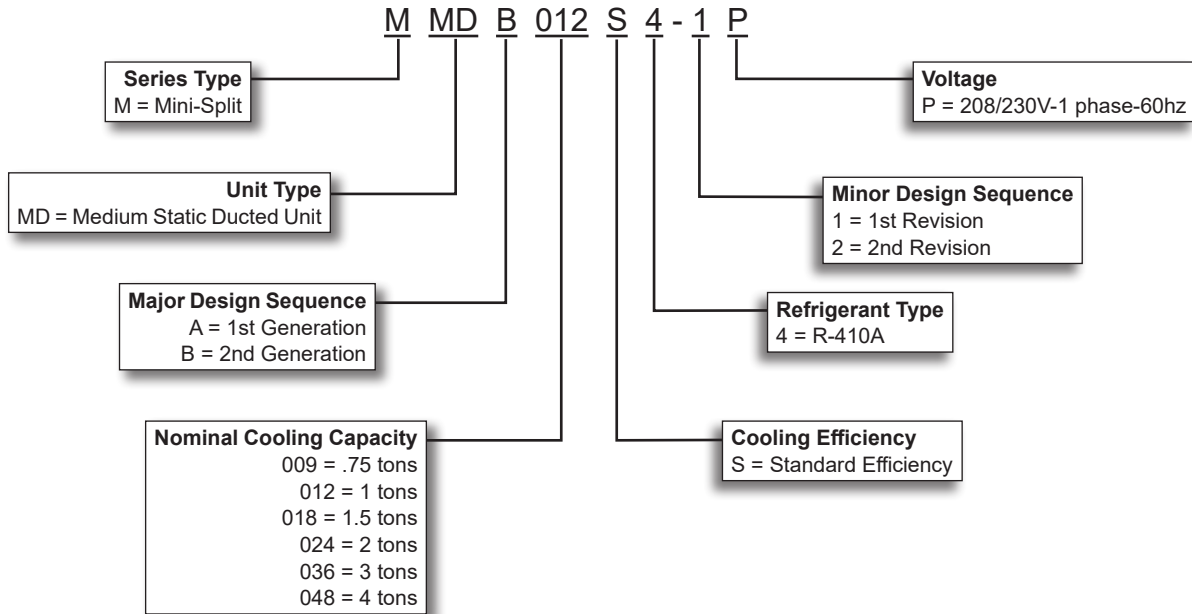 M MD B 012 S 4 - 1 P
Series Type
M = Mini-Split
Voltage
P = 208/230V-1 phase-60hz
Unit Type
MD = Medium Static Ducted Unit
Minor Design Sequence
1 = 1st Revision
2 = 2nd Revision
Major Design Sequence
A = 1st Generation
B = 2nd Generation
Refrigerant Type
4 = R-410A
Nominal Cooling Capacity
009 = .75 tons
012 = 1 tons
018 = 1.5 tons
024 = 2 tons
036 = 3 tons
048 = 4 tons
Cooling Efficiency
S = Standard Efficiency